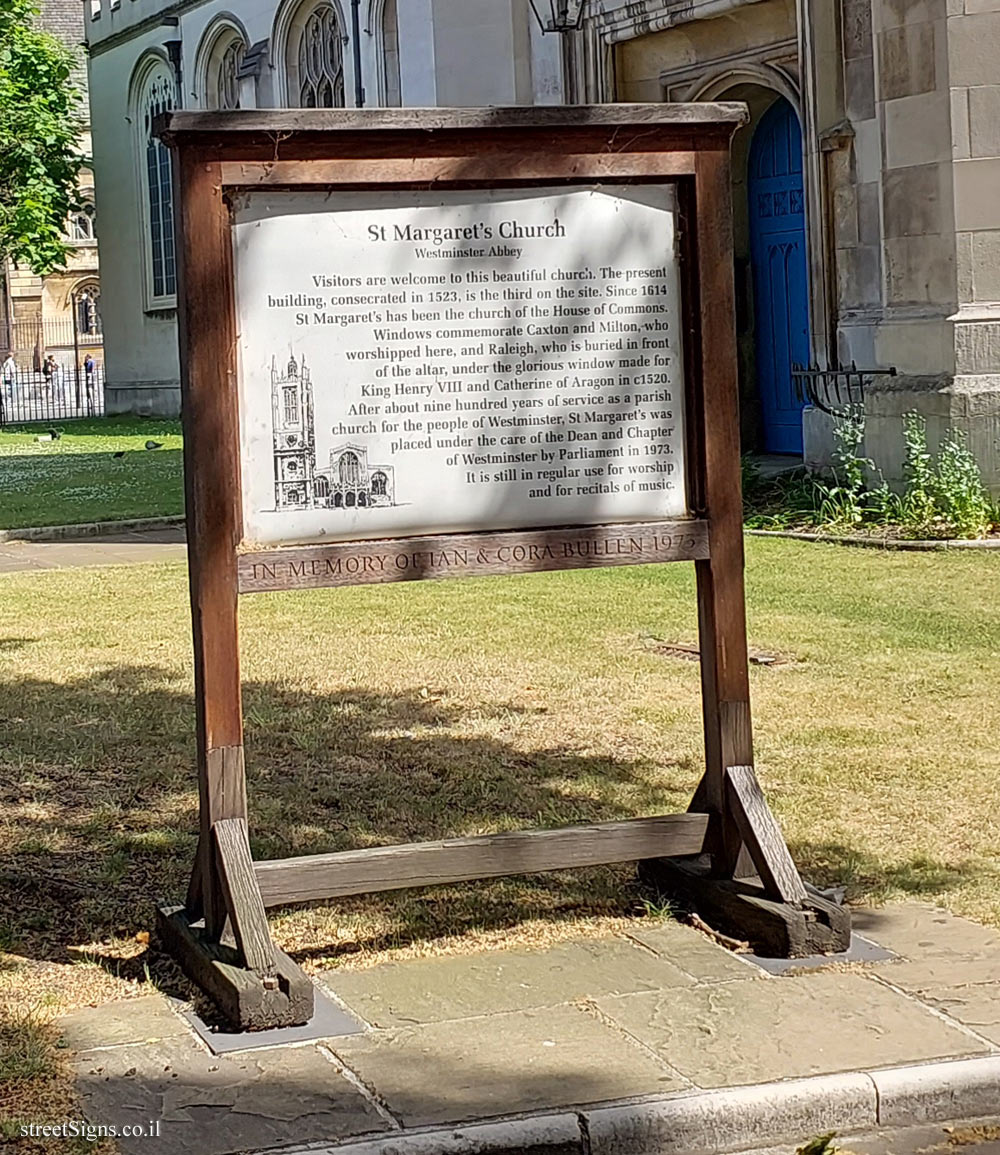 St Margaret's Church
Westminster Abbey
Visitors are welcome to this beautiful church. The present
building, consecrated in 1523, is the third on the site. Since 1614
St Margaret's has been the church of the House of Commons.
Windows commemorate Caxton and Milton, who
worshipped here, and Raleigh, who is buried in front
of the altar, under the glorious window made for
King Henry VIII and Catherine of Aragon in c1520.
After about nine hundred years of service as a parish
church for the people of Westminster, St Margaret's was
placed under the care of the Dean and Chapter
of Westminster by Parliament in 1973.
It is still in regular use for worship
and for recitals of music.
IN MEMORY OF IAN & CORA BULLEN 1975
streetSigns.co.il